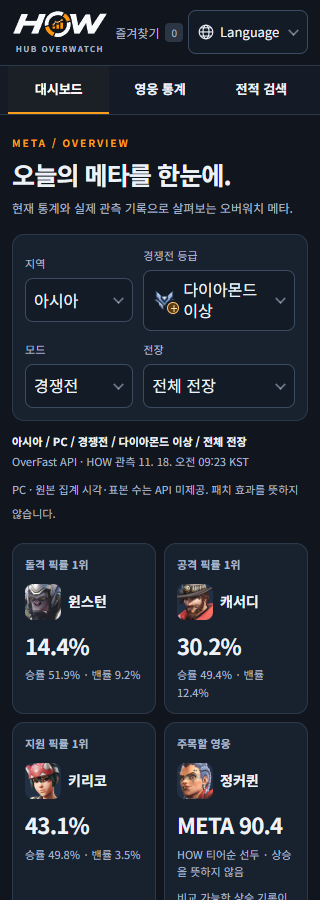 HOW
HUB OVERWATCH
즐겨찾기 0
Language
대시보드 영웅 통계 전적 검색
META / OVERVIEW
오늘의 메타를 한눈에.
현재 통계와 실제 관측 기록으로 살펴보는 오버워치 메타.
지역
아시아
경쟁전 등급
다이아몬드
이상
모드
경쟁전
전장
전체 전장
아시아 / PC / 경쟁전 / 다이아몬드 이상 / 전체 전장
OverFast API · HOW 관측 11. 18. 오전 09:23 KST
PC · 원본 집계 시각·표본 수는 API 미제공. 패치 효과를 뜻하지
않습니다.
돌격 픽률 1위
윈스턴
14.4%
승률 51.9% · 밴률 9.2%
공격 픽률 1위
캐서디
30.2%
승률 49.4% · 밴률
12.4%
지원 픽률 1위
키리코
43.1%
승률 49.8% · 밴률 3.5%
주목할 영웅
정커퀸
META 90.4
HOW 티어순 선두 · 상승
을 뜻하지 않음
비교 가능한 상승 기록이